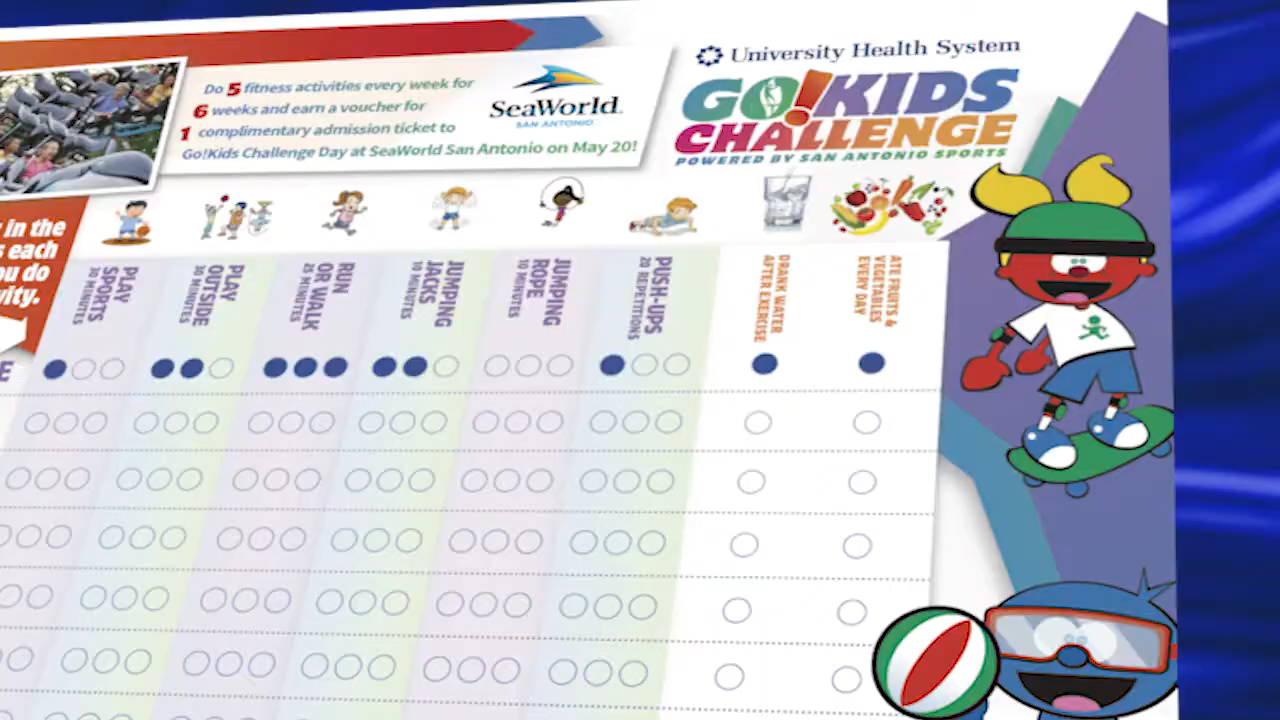 Do 5 fitness activities every week for
6 weeks and earn a voucher for
1 complimentary admission ticket to
Go!Kids Challenge Day at SeaWorld San Antonio on May 20!
SeaWorld
SAN ANTONIO
University Health System
GO!KIDS
CHALLENGE
POWERED BY SAN ANTONIO SPORTS
in the
each
do
PLAY
SPORTS
30 MINUTES
PLAY
OUTSIDE
30 MINUTES
RUN
OR WALK
25 MINUTES
JUMPING
JACKS
10 MINUTES
JUMPING
ROPE
10 MINUTES
PUSH-UPS
20 REPETITIONS
DRANK WATER
AFTER EXERCISE
ATE FRUITS &
VEGETABLES
EVERY DAY